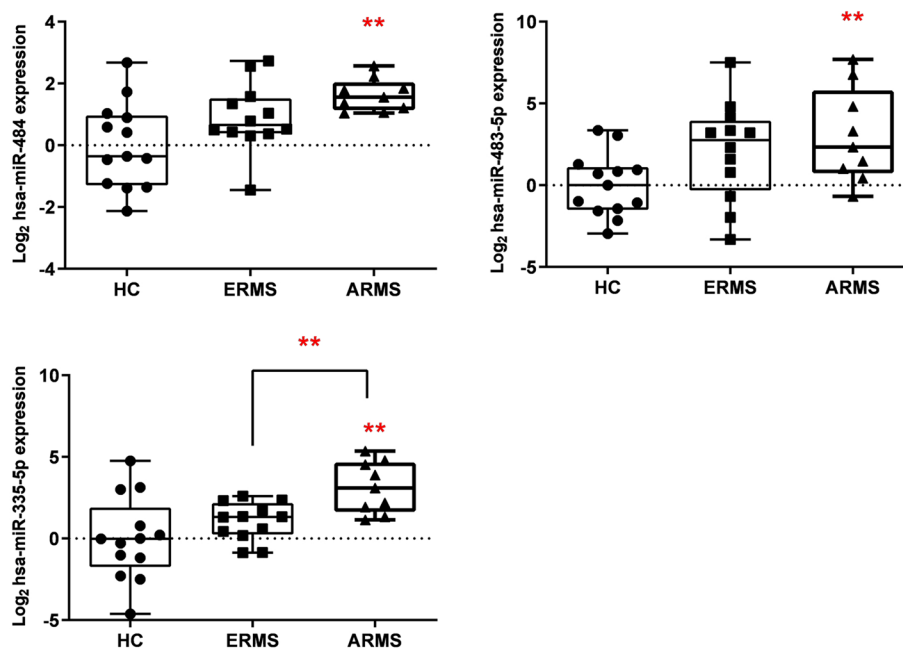 Log₂ hsa-miR-484 expression
4
2
0
-2
-4
**
HC ERMS ARMS
Log₂ hsa-miR-483-5p expression
10
5
0
-5
**
HC ERMS ARMS
Log₂ hsa-miR-335-5p expression
10
5
0
-5
**
**
HC ERMS ARMS